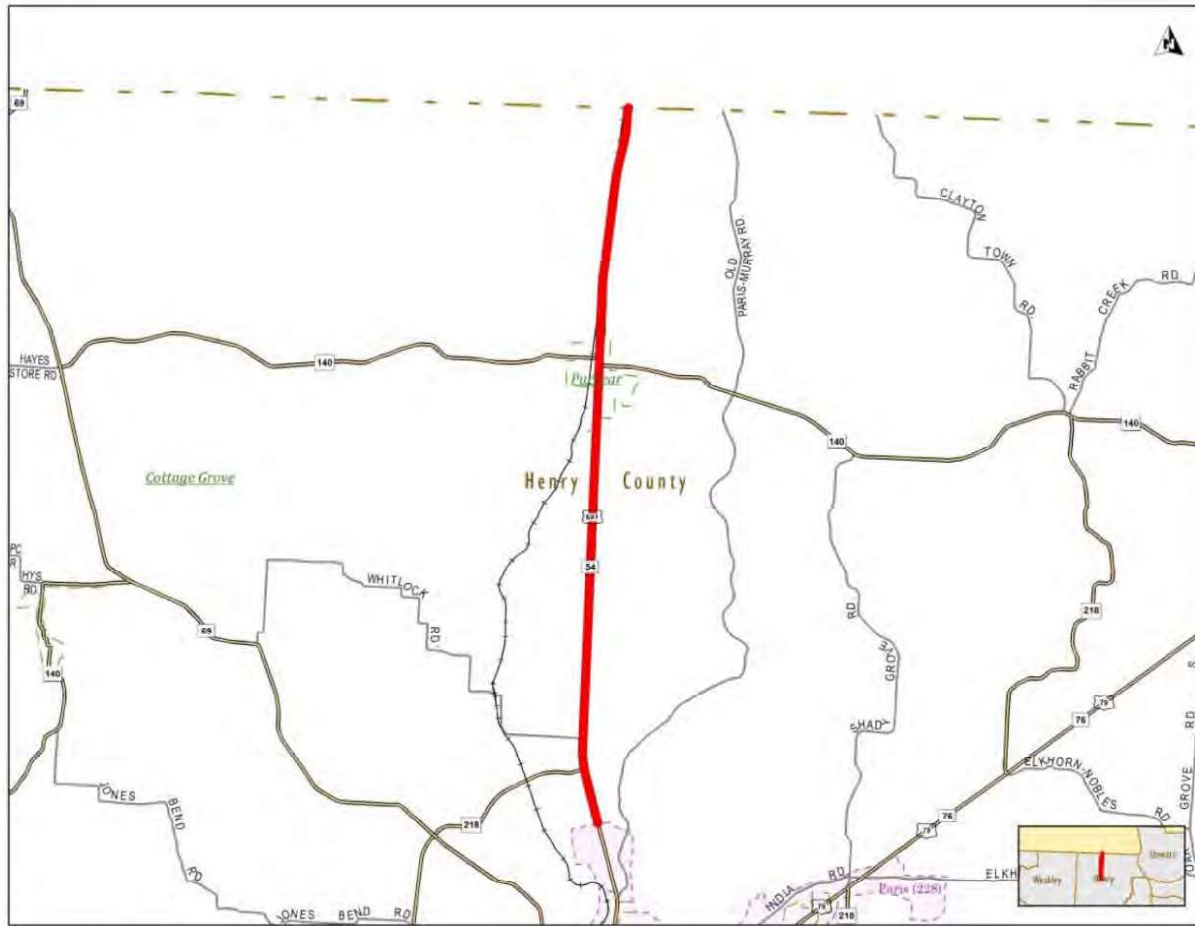 N
69
OLD
PARIS-MURRAY RD.
CLAYTON
TOWN
RD.
RABBIT
CREEK
RD.
HAYES
STORE RD
140
140
140
Cottage Grove
Henry County
641
54
WHITLOCK
RD.
HYS
RD.
69
140
218
SHADY
GROVE
RD
79
76
ELKHORN-NOBLES
RD.
JONES
BEND
RD.
218
79
76
INDIA
RD
ELKH
Paris (228)
79
218
JONES BEND RD.
GROVE
RD
OAK
Weakley
Henry
Stewart